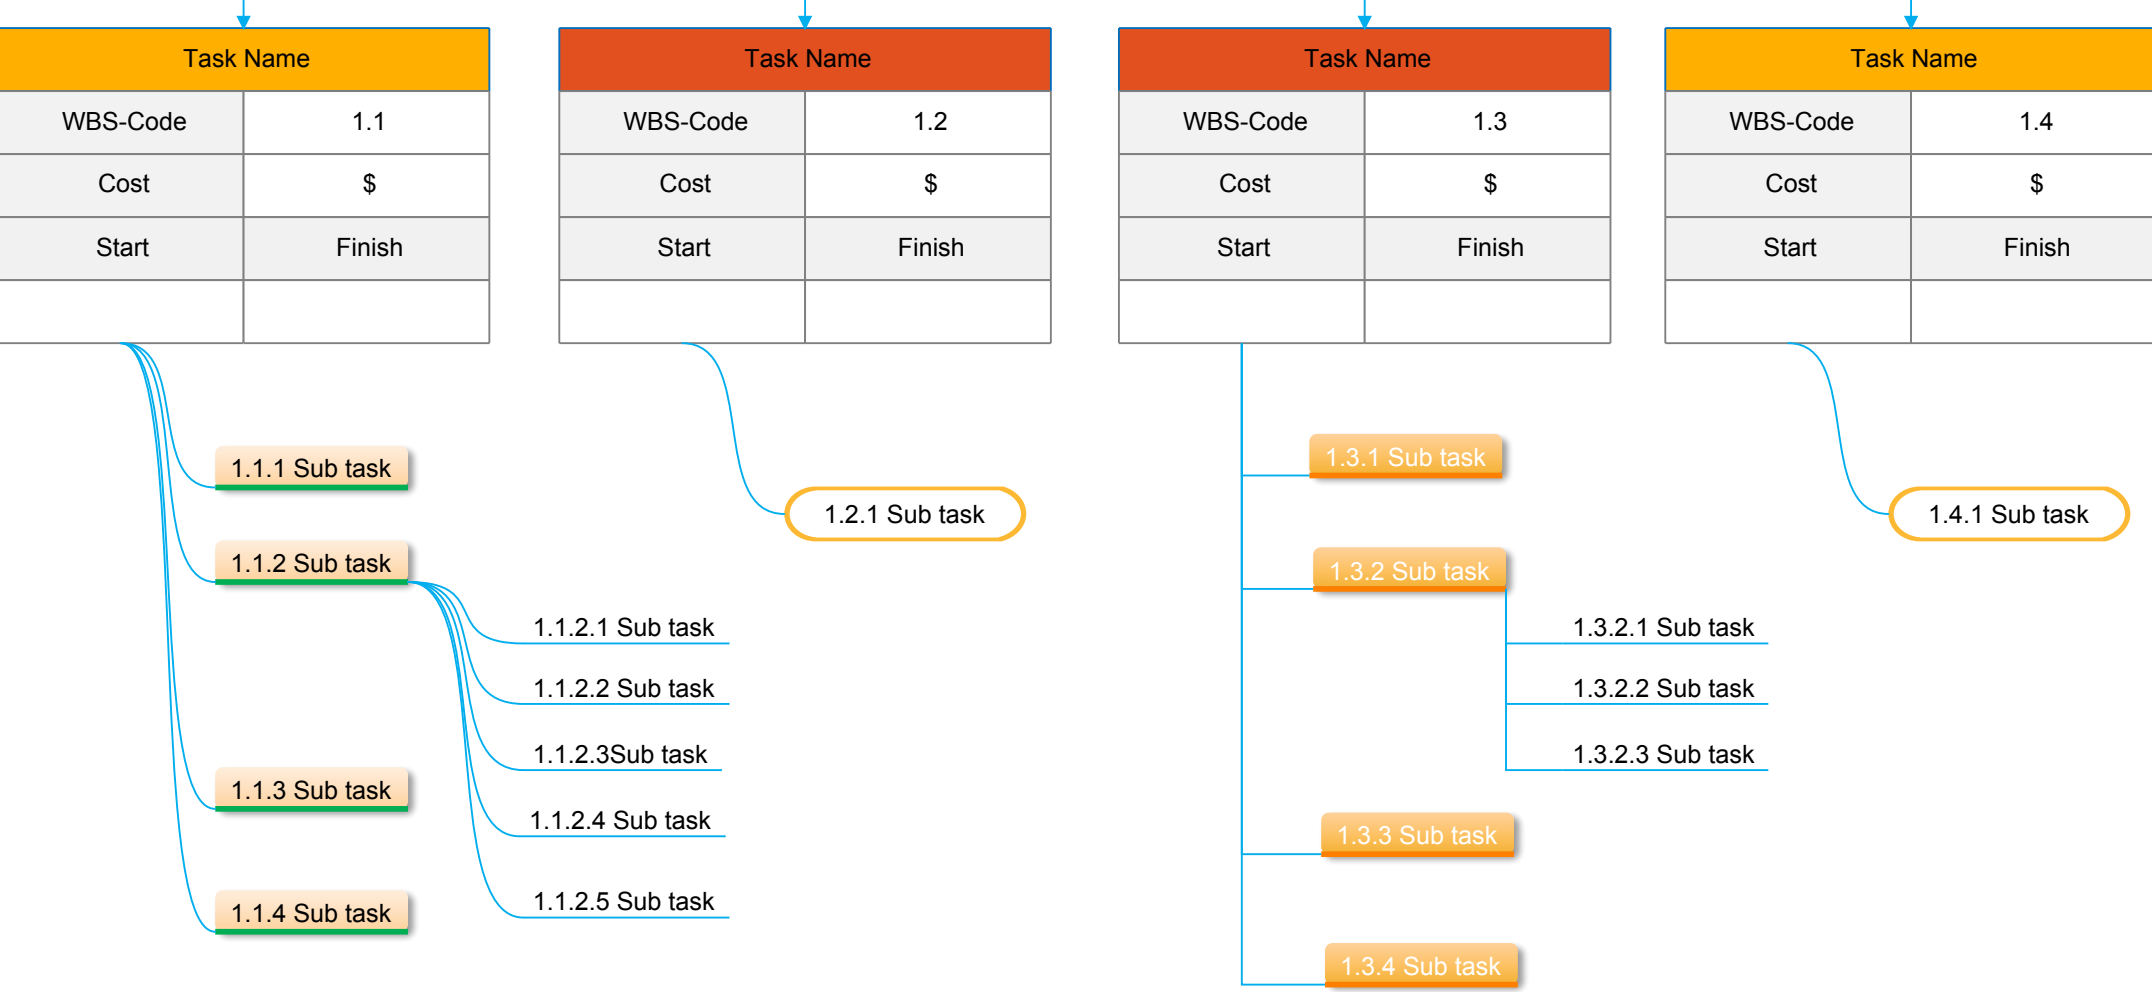 Task Name
WBS-Code 1.1
Cost $
Start Finish
1.1.1 Sub task
1.1.2 Sub task
1.1.2.1 Sub task
1.1.2.2 Sub task
1.1.2.3Sub task
1.1.2.4 Sub task
1.1.2.5 Sub task
1.1.3 Sub task
1.1.4 Sub task
Task Name
WBS-Code 1.2
Cost $
Start Finish
1.2.1 Sub task
Task Name
WBS-Code 1.3
Cost $
Start Finish
1.3.1 Sub task
1.3.2 Sub task
1.3.2.1 Sub task
1.3.2.2 Sub task
1.3.2.3 Sub task
1.3.3 Sub task
1.3.4 Sub task
Task Name
WBS-Code 1.4
Cost $
Start Finish
1.4.1 Sub task